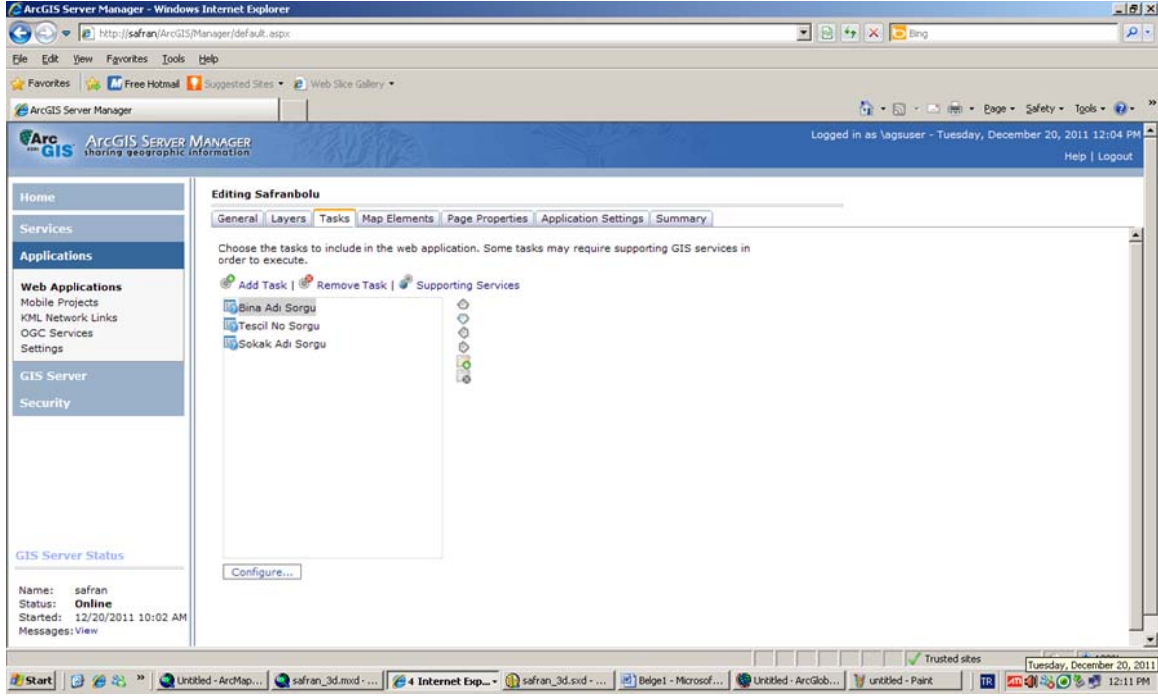 ArcGIS Server Manager - Windows Internet Explorer
http://safran/ArcGIS/Manager/default.aspx
Bing
File Edit View Favorites Tools Help
Favorites Free Hotmail Suggested Sites Web Slice Gallery
ArcGIS Server Manager
Page Safety Tools »
Arc GIS ARCGIS SERVER MANAGER
sharing geographic information
Logged in as \agsuser - Tuesday, December 20, 2011 12:04 PM
Help | Logout
Home
Services
Applications
Web Applications
Mobile Projects
KML Network Links
OGC Services
Settings
GIS Server
Security
GIS Server Status
Name: safran
Status: Online
Started: 12/20/2011 10:02 AM
Messages: View
Editing Safranbolu
General Layers Tasks Map Elements Page Properties Application Settings Summary
Choose the tasks to include in the web application. Some tasks may require supporting GIS services in
order to execute.
Add Task | Remove Task | Supporting Services
Bina Adı Sorgu
Tescil No Sorgu
Sokak Adı Sorgu
Configure...
Trusted sites
Tuesday, December 20, 2011
Start » Untitled - ArcMap... safran_3d.mxd - ... 4 Internet Exp... safran_3d.sxd - ... Belge1 - Microsof... Untitled - ArcGlob... untitled - Paint TR 12:11 PM